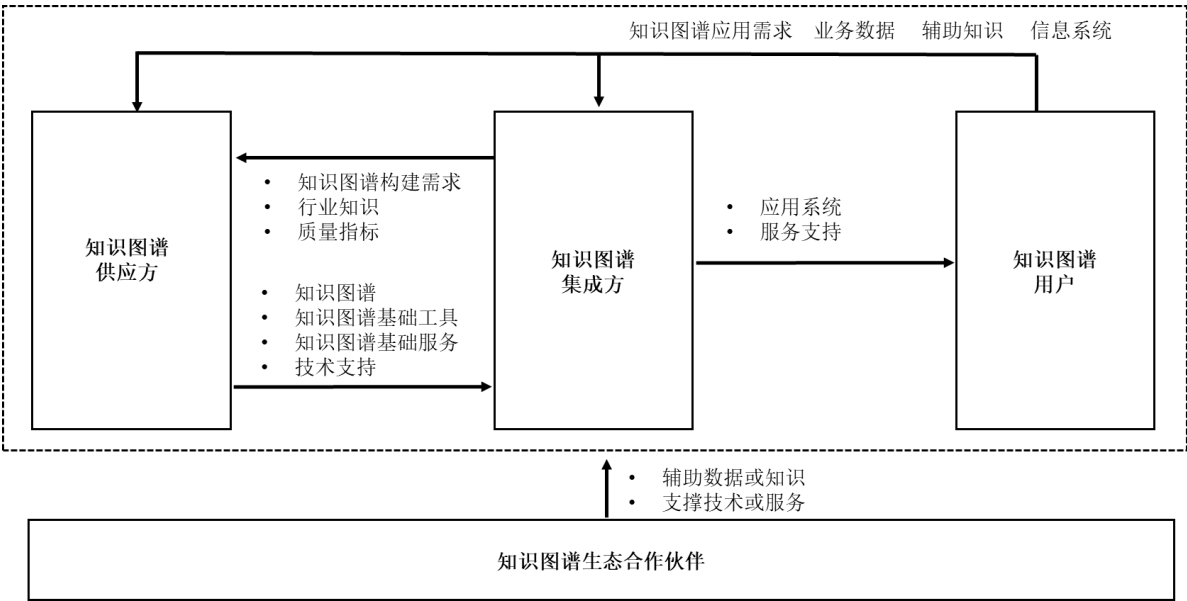 知识图谱应用需求 业务数据 辅助知识 信息系统
知识图谱
供应方
• 知识图谱构建需求
• 行业知识
• 质量指标
• 知识图谱
• 知识图谱基础工具
• 知识图谱基础服务
• 技术支持
知识图谱
集成方
• 应用系统
• 服务支持
知识图谱
用户
• 辅助数据或知识
• 支撑技术或服务
知识图谱生态合作伙伴